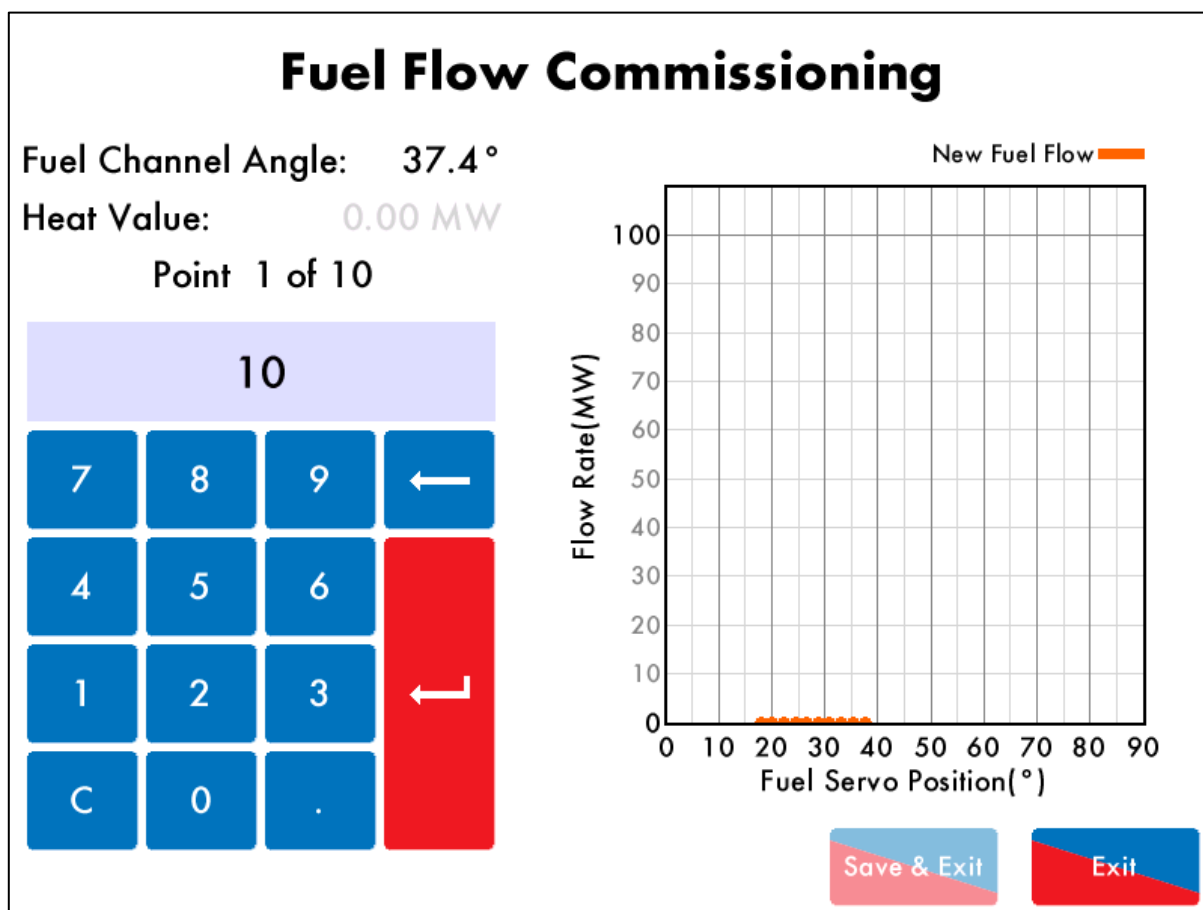 Fuel Flow Commissioning
Fuel Channel Angle: 37.4°
Heat Value: 0.00 MW
Point 1 of 10
10
7 8 9
4 5 6
1 2 3
C 0 .
New Fuel Flow
Flow Rate(MW)
100
90
80
70
60
50
40
30
20
10
0
0 10 20 30 40 50 60 70 80 90
Fuel Servo Position(°)
Save & Exit
Exit